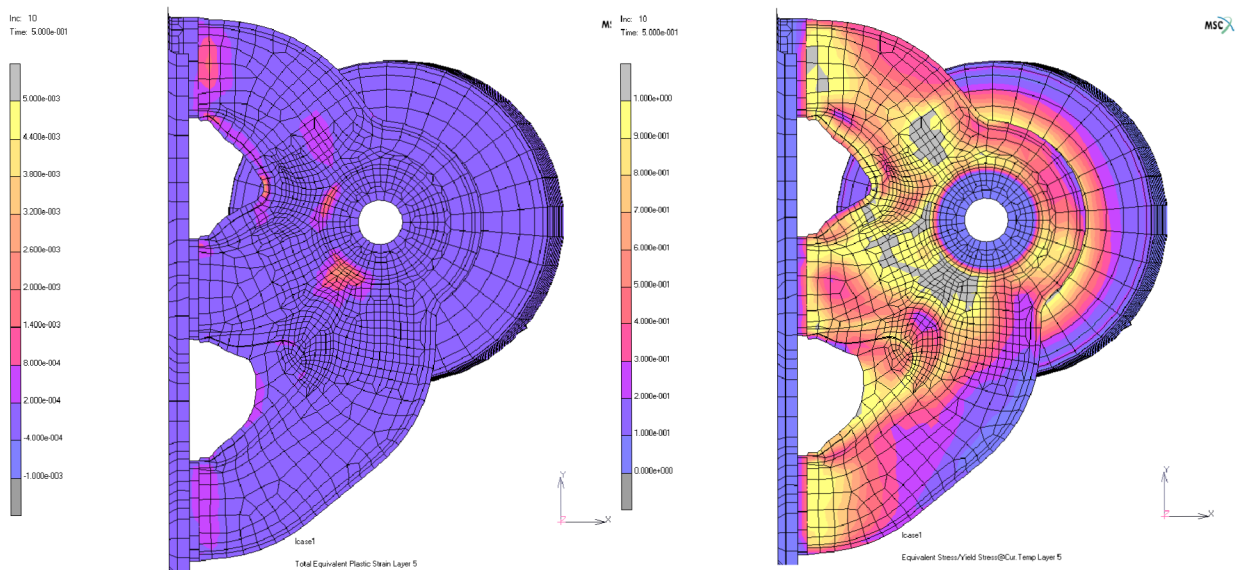 Inc: 10
Time: 5.000e-001
5.000e-003
4.400e-003
3.800e-003
3.200e-003
2.600e-003
2.000e-003
1.400e-003
8.000e-004
2.000e-004
-4.000e-004
-1.000e-003
lcase1
Total Equivalent Plastic Strain Layer 5
Y
Z
X
MS
Inc: 10
Time: 5.000e-001
MSC
1.000e+000
9.000e-001
8.000e-001
7.000e-001
6.000e-001
5.000e-001
4.000e-001
3.000e-001
2.000e-001
1.000e-001
0.000e+000
lcase1
Equivalent Stress/Yield Stress@Cur.Temp Layer 5
Y
Z
X